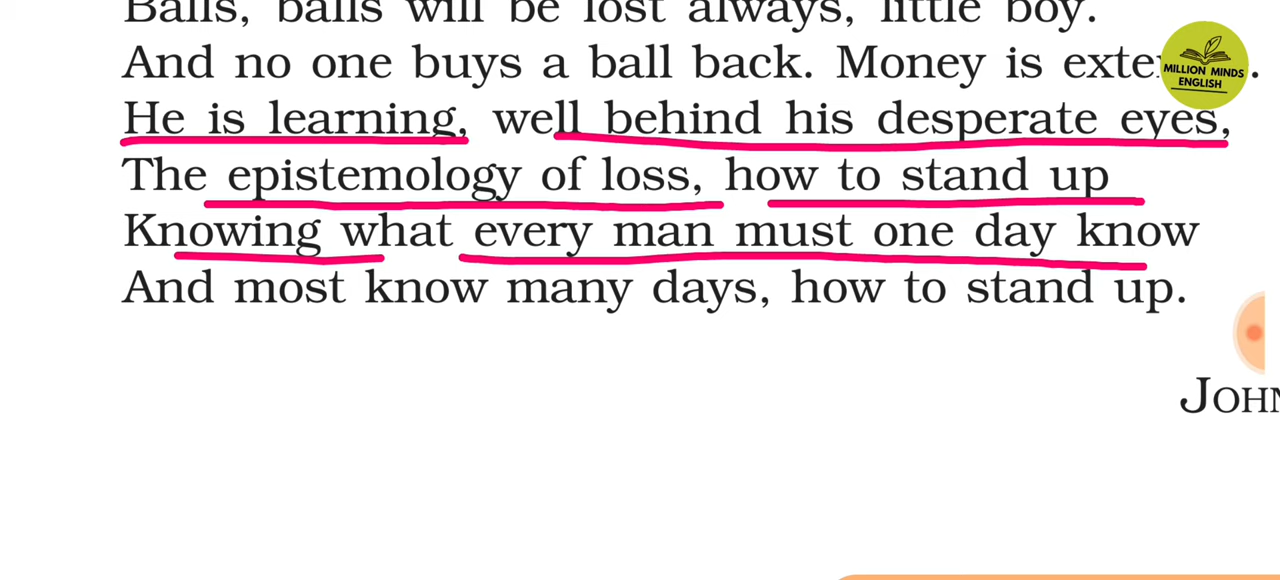 Balls, balls will be lost always, little boy.
And no one buys a ball back. Money is
He is learning, well behind his desperate eyes,
The epistemology of loss, how to stand up
Knowing what every man must one day know
And most know many days, how to stand up.
JOHN
MILLION MINDS
ENGLISH